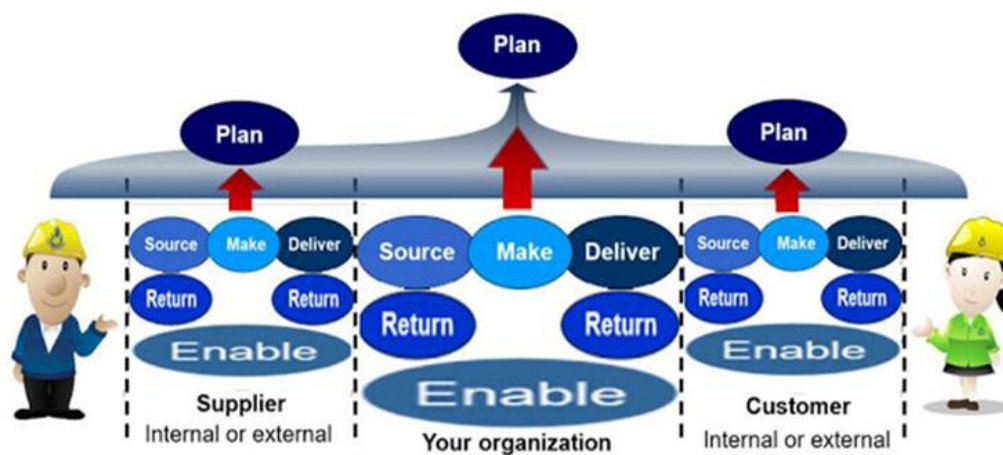 Plan
Plan
Plan
Source Make Deliver
Return Return
Enable
Supplier
Internal or external
Source Make Deliver
Return Return
Enable
Your organization
Source Make Deliver
Return Return
Enable
Customer
Internal or external